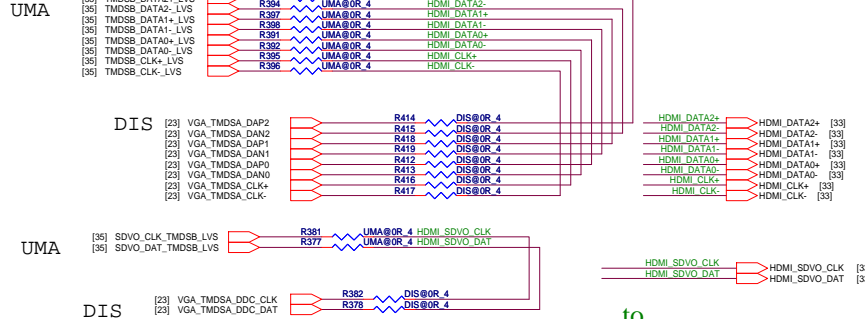 UMA
[35] TMDSB_DATA2-_LVS R394 UMA@0R_4 HDMI_DATA2-
[35] TMDSB_DATA1+_LVS R397 UMA@0R_4 HDMI_DATA1+
[35] TMDSB_DATA1-_LVS R398 UMA@0R_4 HDMI_DATA1-
[35] TMDSB_DATA0+_LVS R391 UMA@0R_4 HDMI_DATA0+
[35] TMDSB_DATA0-_LVS R392 UMA@0R_4 HDMI_DATA0-
[35] TMDSB_CLK+_LVS R395 UMA@0R_4 HDMI_CLK+
[35] TMDSB_CLK-_LVS R396 UMA@0R_4 HDMI_CLK-
DIS
[23] VGA_TMDSA_DAP2 R414 DIS@0R_4
[23] VGA_TMDSA_DAN2 R415 DIS@0R_4
[23] VGA_TMDSA_DAP1 R418 DIS@0R_4
[23] VGA_TMDSA_DAN1 R419 DIS@0R_4
[23] VGA_TMDSA_DAP0 R412 DIS@0R_4
[23] VGA_TMDSA_DAN0 R413 DIS@0R_4
[23] VGA_TMDSA_CLK+ R416 DIS@0R_4
[23] VGA_TMDSA_CLK- R417 DIS@0R_4
HDMI_DATA2+ HDMI_DATA2+ [33]
HDMI_DATA2- HDMI_DATA2- [33]
HDMI_DATA1+ HDMI_DATA1+ [33]
HDMI_DATA1- HDMI_DATA1- [33]
HDMI_DATA0+ HDMI_DATA0+ [33]
HDMI_DATA0- HDMI_DATA0- [33]
HDMI_CLK+ HDMI_CLK+ [33]
HDMI_CLK- HDMI_CLK- [33]
UMA
[35] SDVO_CLK_TMDSB_LVS R381 UMA@0R_4 HDMI_SDVO_CLK
[35] SDVO_DAT_TMDSB_LVS R377 UMA@0R_4 HDMI_SDVO_DAT
HDMI_SDVO_CLK HDMI_SDVO_CLK
HDMI_SDVO_DAT HDMI_SDVO_DAT
DIS
[23] VGA_TMDSA_DDC_CLK R382 DIS@0R_4
[23] VGA_TMDSA_DDC_DAT R378 DIS@0R_4
to